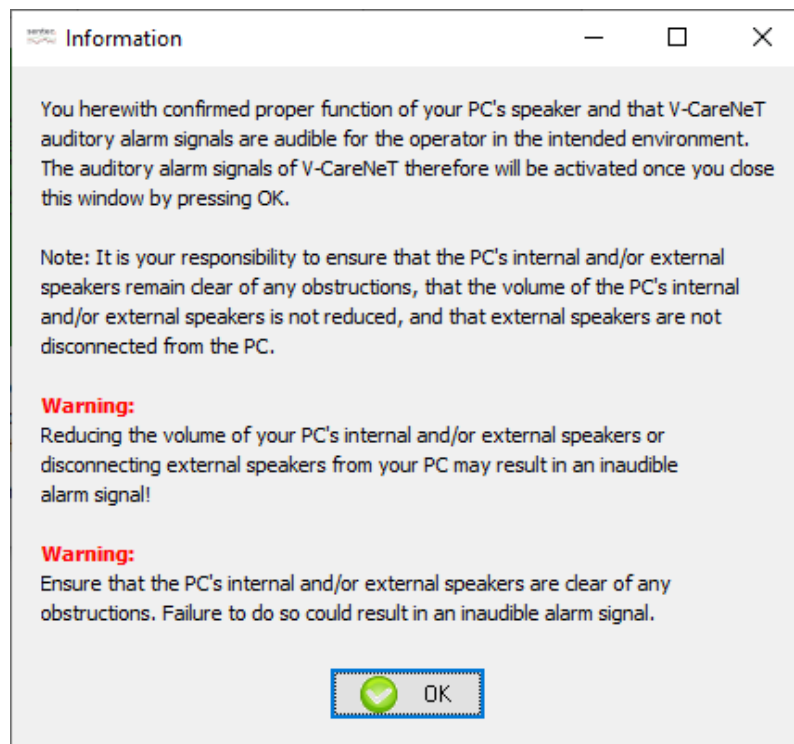 sentec
Information
You herewith confirmed proper function of your PC's speaker and that V-CareNeT
auditory alarm signals are audible for the operator in the intended environment.
The auditory alarm signals of V-CareNeT therefore will be activated once you close
this window by pressing OK.
Note: It is your responsibility to ensure that the PC's internal and/or external
speakers remain clear of any obstructions, that the volume of the PC's internal
and/or external speakers is not reduced, and that external speakers are not
disconnected from the PC.
Warning:
Reducing the volume of your PC's internal and/or external speakers or
disconnecting external speakers from your PC may result in an inaudible
alarm signal!
Warning:
Ensure that the PC's internal and/or external speakers are clear of any
obstructions. Failure to do so could result in an inaudible alarm signal.
OK